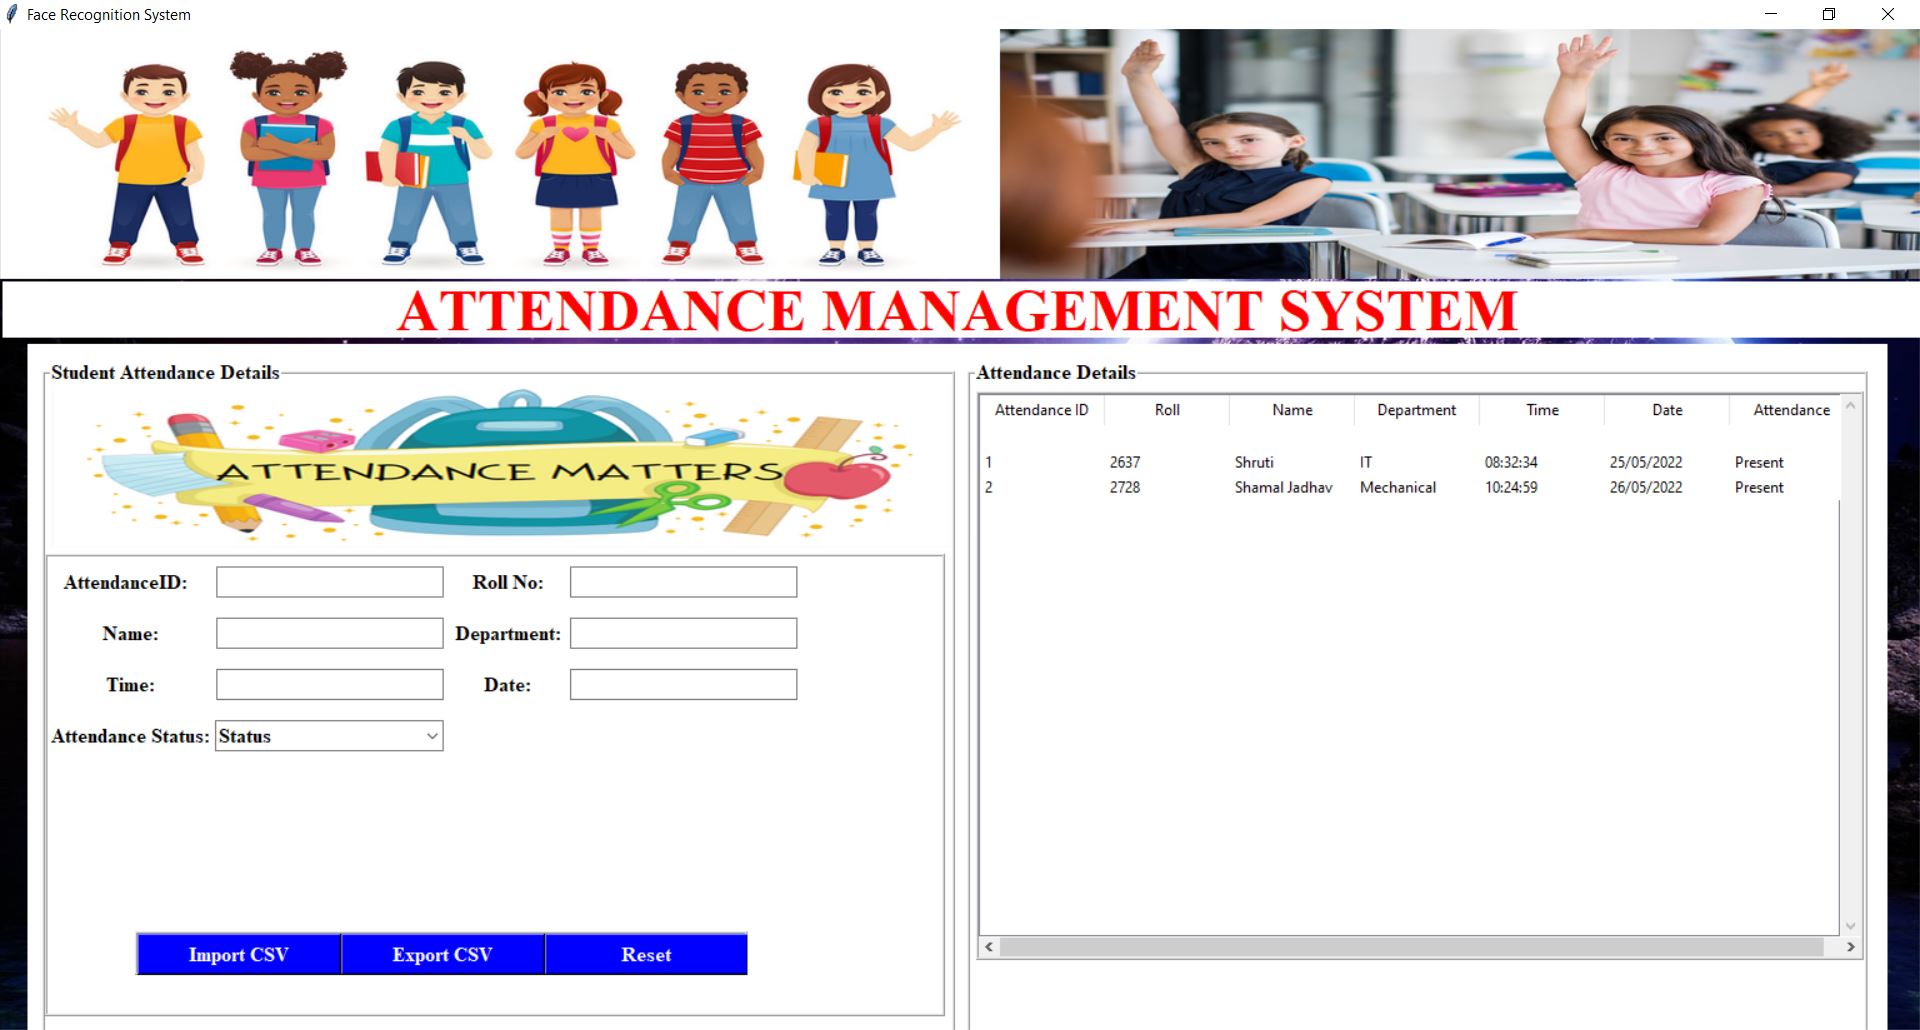 Face Recognition System
ATTENDANCE MANAGEMENT SYSTEM
Student Attendance Details
ATTENDANCE MATTERS
AttendanceID:
Roll No:
Name:
Department:
Time:
Date:
Attendance Status: Status
Import CSV Export CSV Reset
Attendance Details
Attendance ID Roll Name Department Time Date Attendance
1 2637 Shruti IT 08:32:34 25/05/2022 Present
2 2728 Shamal Jadhav Mechanical 10:24:59 26/05/2022 Present